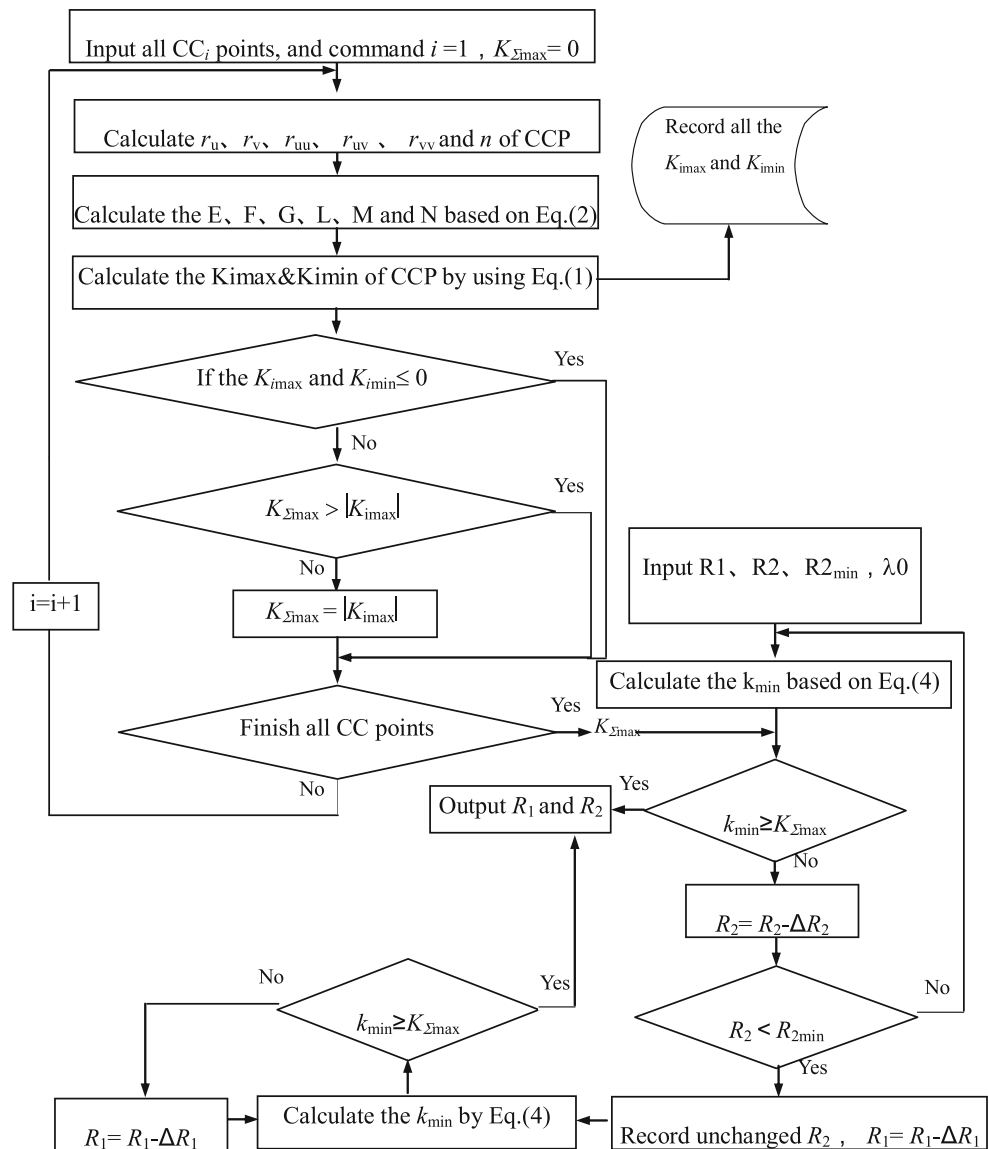 Input all CCi points, and command i =1 , KΣmax= 0
Calculate ru、 rv、 ruu、 ruv 、 rvv and n of CCP
Record all the
Kimax and Kimin
Calculate the E、F、G、L、M and N based on Eq.(2)
Calculate the Kimax&Kimin of CCP by using Eq.(1)
If the Kimax and Kimin≤ 0
Yes
No
KΣmax > |Kimax|
Yes
No
KΣmax = |Kimax|
i=i+1
Input R1、R2、R2min , λ0
Calculate the kmin based on Eq.(4)
Finish all CC points
Yes
KΣmax
No
Output R1 and R2
Yes
kmin≥KΣmax
No
R2= R2-ΔR2
R2 < R2min
No
Yes
No
kmin≥KΣmax
Yes
R1= R1-ΔR1
Calculate the kmin by Eq.(4)
Record unchanged R2 , R1= R1-ΔR1